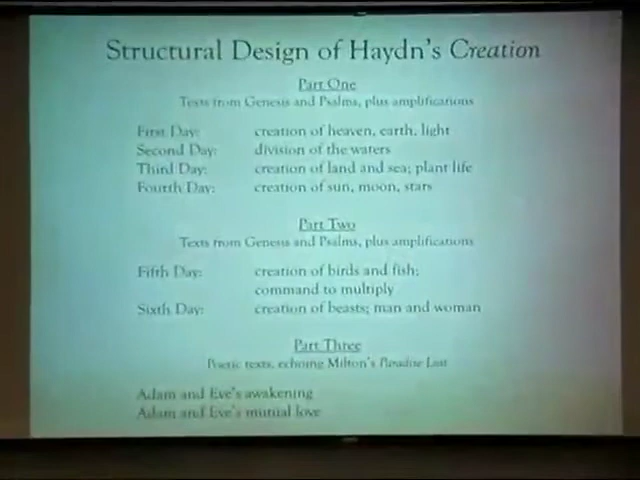 Structural Design of Haydn's Creation
Part One
Texts from Genesis and Psalms, plus amplifications
First Day: creation of heaven, earth, light
Second Day: division of the waters
Third Day: creation of land and sea; plant life
Fourth Day: creation of sun, moon, stars
Part Two
Texts from Genesis and Psalms, plus amplifications
Fifth Day: creation of birds and fish;
command to multiply
Sixth Day: creation of beasts; man and woman
Part Three
Poetic texts, echoing Milton's Paradise Lost
Adam and Eve's awakening
Adam and Eve's mutual love